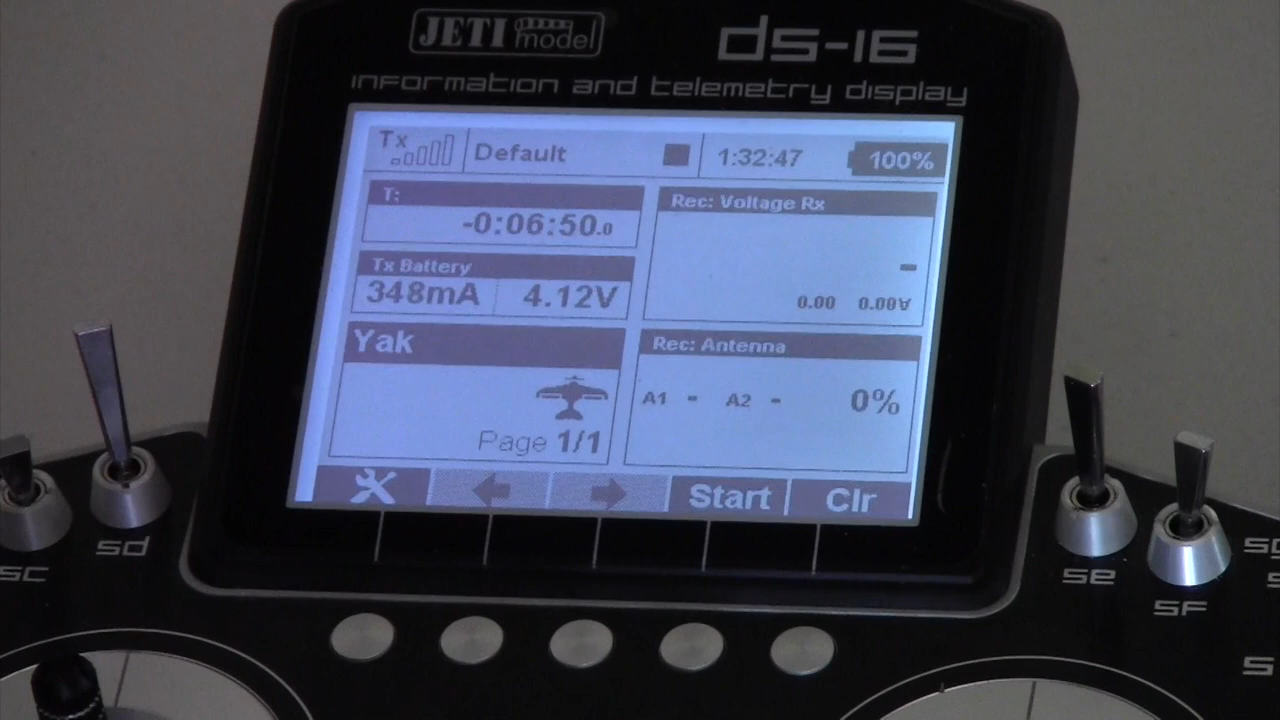 JETI model
ds-16
information and telemetry display
Tx
Default
1:32:47
100%
T:
-0:06:50.0
Rec: Voltage Rx
-
0.00 0.00V
Tx Battery
348mA 4.12V
Yak
Page 1/1
Rec: Antenna
A1 - A2 - 0%
Start
Clr
sc
sd
se
sf